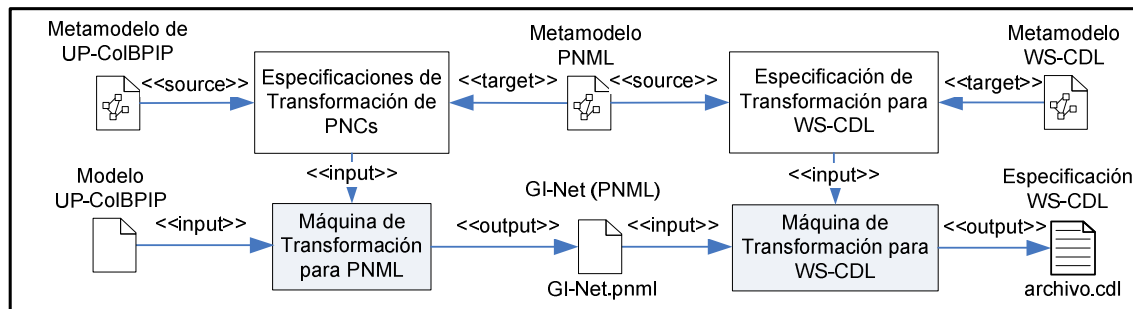 Metamodelo de
UP-ColBPIP
Metamodelo
PNML
Metamodelo
WS-CDL
<<source>>
Especificaciones de
Transformación de
PNCs
<<target>>
<<source>>
Especificación de
Transformación para
WS-CDL
<<target>>
<<input>>
<<input>>
Modelo
UP-ColBPIP
GI-Net (PNML)
Especificación
WS-CDL
<<input>>
Máquina de
Transformación
para PNML
<<output>>
<<input>>
Máquina de
Transformación para
WS-CDL
<<output>>
GI-Net.pnml
archivo.cdl